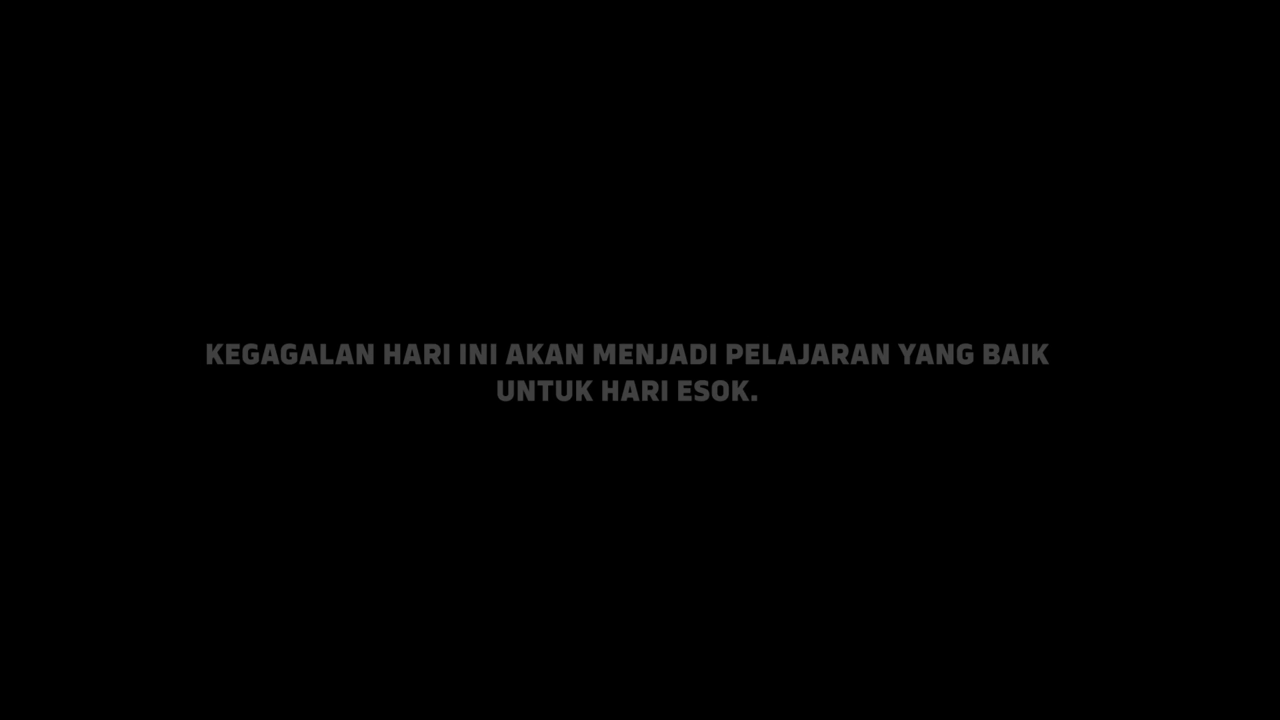 KEGAGALAN HARI INI AKAN MENJADI PELAJARAN YANG BAIK
UNTUK HARI ESOK.